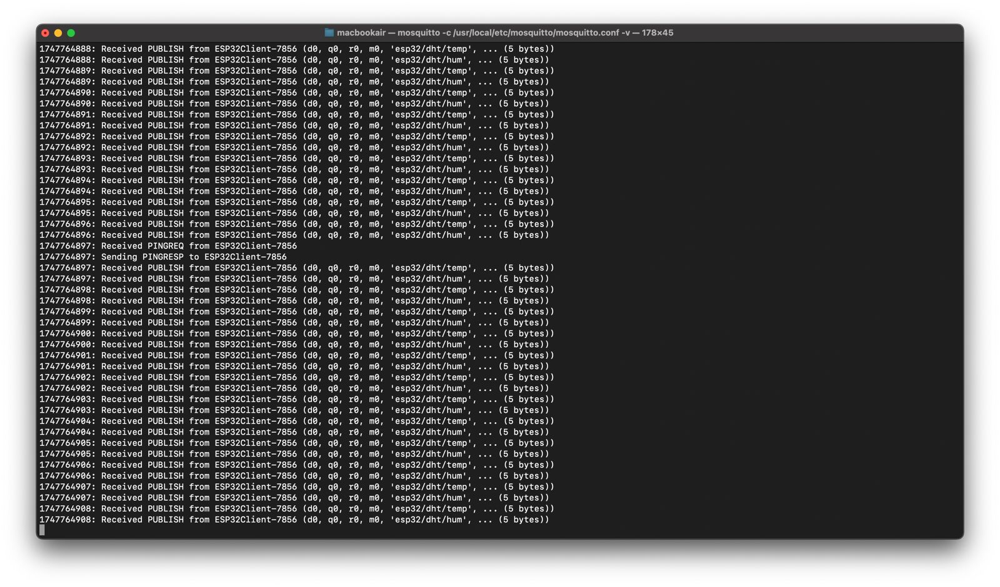 macbookair — mosquitto -c /usr/local/etc/mosquitto/mosquitto.conf -v — 178×45
1747764888: Received PUBLISH from ESP32Client-7856 (d0, q0, r0, m0, 'esp32/dht/temp', ... (5 bytes))
1747764888: Received PUBLISH from ESP32Client-7856 (d0, q0, r0, m0, 'esp32/dht/hum', ... (5 bytes))
1747764889: Received PUBLISH from ESP32Client-7856 (d0, q0, r0, m0, 'esp32/dht/temp', ... (5 bytes))
1747764889: Received PUBLISH from ESP32Client-7856 (d0, q0, r0, m0, 'esp32/dht/hum', ... (5 bytes))
1747764890: Received PUBLISH from ESP32Client-7856 (d0, q0, r0, m0, 'esp32/dht/temp', ... (5 bytes))
1747764890: Received PUBLISH from ESP32Client-7856 (d0, q0, r0, m0, 'esp32/dht/hum', ... (5 bytes))
1747764891: Received PUBLISH from ESP32Client-7856 (d0, q0, r0, m0, 'esp32/dht/temp', ... (5 bytes))
1747764891: Received PUBLISH from ESP32Client-7856 (d0, q0, r0, m0, 'esp32/dht/hum', ... (5 bytes))
1747764892: Received PUBLISH from ESP32Client-7856 (d0, q0, r0, m0, 'esp32/dht/temp', ... (5 bytes))
1747764892: Received PUBLISH from ESP32Client-7856 (d0, q0, r0, m0, 'esp32/dht/hum', ... (5 bytes))
1747764893: Received PUBLISH from ESP32Client-7856 (d0, q0, r0, m0, 'esp32/dht/temp', ... (5 bytes))
1747764893: Received PUBLISH from ESP32Client-7856 (d0, q0, r0, m0, 'esp32/dht/hum', ... (5 bytes))
1747764894: Received PUBLISH from ESP32Client-7856 (d0, q0, r0, m0, 'esp32/dht/temp', ... (5 bytes))
1747764894: Received PUBLISH from ESP32Client-7856 (d0, q0, r0, m0, 'esp32/dht/hum', ... (5 bytes))
1747764895: Received PUBLISH from ESP32Client-7856 (d0, q0, r0, m0, 'esp32/dht/temp', ... (5 bytes))
1747764895: Received PUBLISH from ESP32Client-7856 (d0, q0, r0, m0, 'esp32/dht/hum', ... (5 bytes))
1747764896: Received PUBLISH from ESP32Client-7856 (d0, q0, r0, m0, 'esp32/dht/temp', ... (5 bytes))
1747764896: Received PUBLISH from ESP32Client-7856 (d0, q0, r0, m0, 'esp32/dht/hum', ... (5 bytes))
1747764897: Received PINGREQ from ESP32Client-7856
1747764897: Sending PINGRESP to ESP32Client-7856
1747764897: Received PUBLISH from ESP32Client-7856 (d0, q0, r0, m0, 'esp32/dht/temp', ... (5 bytes))
1747764897: Received PUBLISH from ESP32Client-7856 (d0, q0, r0, m0, 'esp32/dht/hum', ... (5 bytes))
1747764898: Received PUBLISH from ESP32Client-7856 (d0, q0, r0, m0, 'esp32/dht/temp', ... (5 bytes))
1747764898: Received PUBLISH from ESP32Client-7856 (d0, q0, r0, m0, 'esp32/dht/hum', ... (5 bytes))
1747764899: Received PUBLISH from ESP32Client-7856 (d0, q0, r0, m0, 'esp32/dht/temp', ... (5 bytes))
1747764899: Received PUBLISH from ESP32Client-7856 (d0, q0, r0, m0, 'esp32/dht/hum', ... (5 bytes))
1747764900: Received PUBLISH from ESP32Client-7856 (d0, q0, r0, m0, 'esp32/dht/temp', ... (5 bytes))
1747764900: Received PUBLISH from ESP32Client-7856 (d0, q0, r0, m0, 'esp32/dht/hum', ... (5 bytes))
1747764901: Received PUBLISH from ESP32Client-7856 (d0, q0, r0, m0, 'esp32/dht/temp', ... (5 bytes))
1747764901: Received PUBLISH from ESP32Client-7856 (d0, q0, r0, m0, 'esp32/dht/hum', ... (5 bytes))
1747764902: Received PUBLISH from ESP32Client-7856 (d0, q0, r0, m0, 'esp32/dht/temp', ... (5 bytes))
1747764902: Received PUBLISH from ESP32Client-7856 (d0, q0, r0, m0, 'esp32/dht/hum', ... (5 bytes))
1747764903: Received PUBLISH from ESP32Client-7856 (d0, q0, r0, m0, 'esp32/dht/temp', ... (5 bytes))
1747764903: Received PUBLISH from ESP32Client-7856 (d0, q0, r0, m0, 'esp32/dht/hum', ... (5 bytes))
1747764904: Received PUBLISH from ESP32Client-7856 (d0, q0, r0, m0, 'esp32/dht/temp', ... (5 bytes))
1747764904: Received PUBLISH from ESP32Client-7856 (d0, q0, r0, m0, 'esp32/dht/hum', ... (5 bytes))
1747764905: Received PUBLISH from ESP32Client-7856 (d0, q0, r0, m0, 'esp32/dht/temp', ... (5 bytes))
1747764905: Received PUBLISH from ESP32Client-7856 (d0, q0, r0, m0, 'esp32/dht/hum', ... (5 bytes))
1747764906: Received PUBLISH from ESP32Client-7856 (d0, q0, r0, m0, 'esp32/dht/temp', ... (5 bytes))
1747764906: Received PUBLISH from ESP32Client-7856 (d0, q0, r0, m0, 'esp32/dht/hum', ... (5 bytes))
1747764907: Received PUBLISH from ESP32Client-7856 (d0, q0, r0, m0, 'esp32/dht/temp', ... (5 bytes))
1747764907: Received PUBLISH from ESP32Client-7856 (d0, q0, r0, m0, 'esp32/dht/hum', ... (5 bytes))
1747764908: Received PUBLISH from ESP32Client-7856 (d0, q0, r0, m0, 'esp32/dht/temp', ... (5 bytes))
1747764908: Received PUBLISH from ESP32Client-7856 (d0, q0, r0, m0, 'esp32/dht/hum', ... (5 bytes))